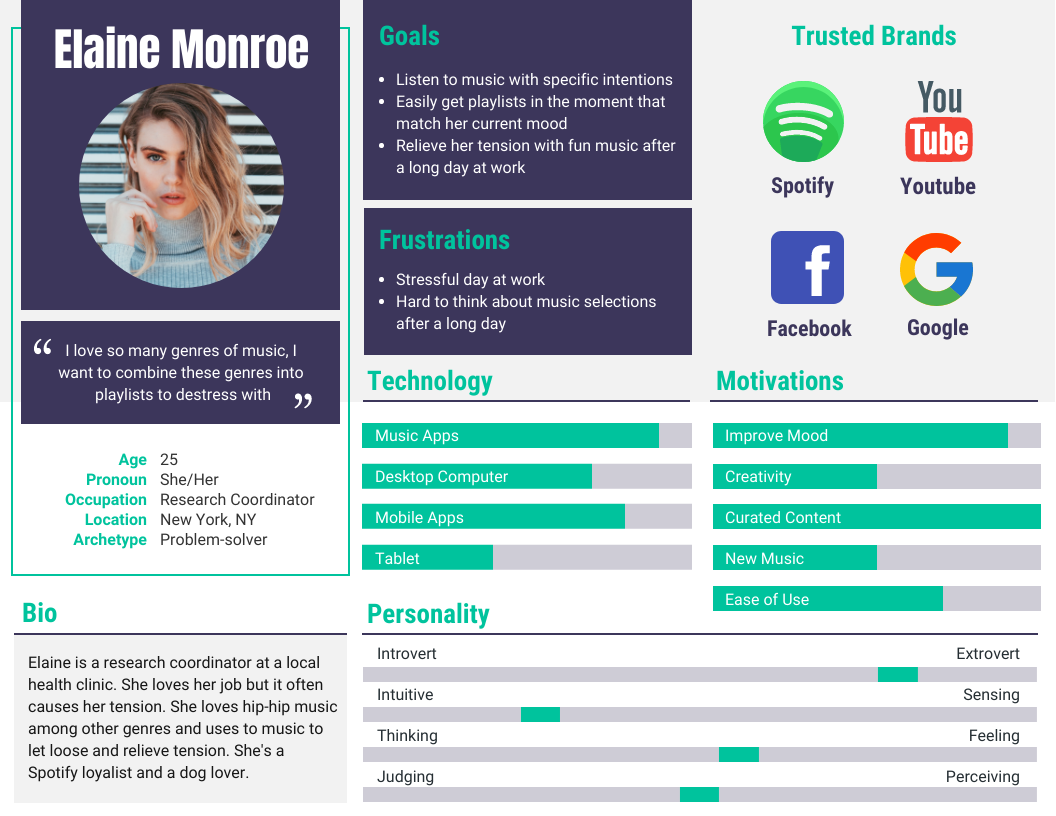 Elaine Monroe
“ I love so many genres of music, I
want to combine these genres into
playlists to destress with ”
Age 25
Pronoun She/Her
Occupation Research Coordinator
Location New York, NY
Archetype Problem-solver
Bio
Elaine is a research coordinator at a local
health clinic. She loves her job but it often
causes her tension. She loves hip-hip music
among other genres and uses to music to
let loose and relieve tension. She's a
Spotify loyalist and a dog lover.
Goals
• Listen to music with specific intentions
• Easily get playlists in the moment that
match her current mood
• Relieve her tension with fun music after
a long day at work
Frustrations
• Stressful day at work
• Hard to think about music selections
after a long day
Trusted Brands
You
Tube
Spotify
Youtube
f
G
Facebook
Google
Technology
Music Apps
Desktop Computer
Mobile Apps
Tablet
Motivations
Improve Mood
Creativity
Curated Content
New Music
Ease of Use
Personality
Introvert Extrovert
Intuitive Sensing
Thinking Feeling
Judging Perceiving